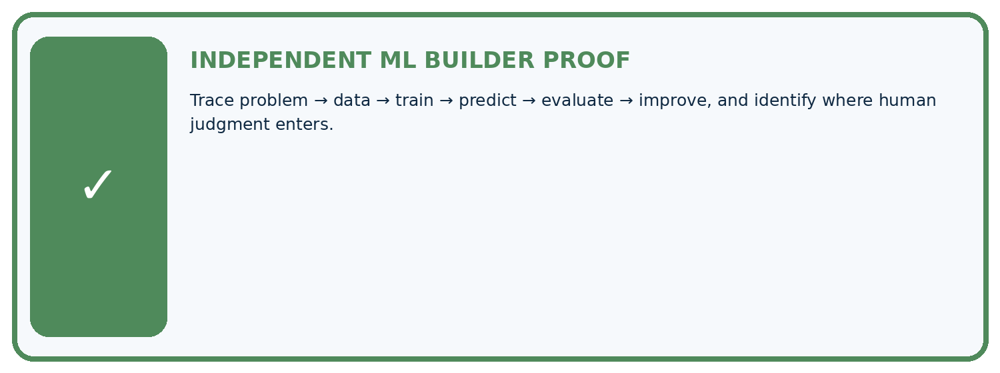 INDEPENDENT ML BUILDER PROOF
Trace problem → data → train → predict → evaluate → improve, and identify where human
judgment enters.
✓